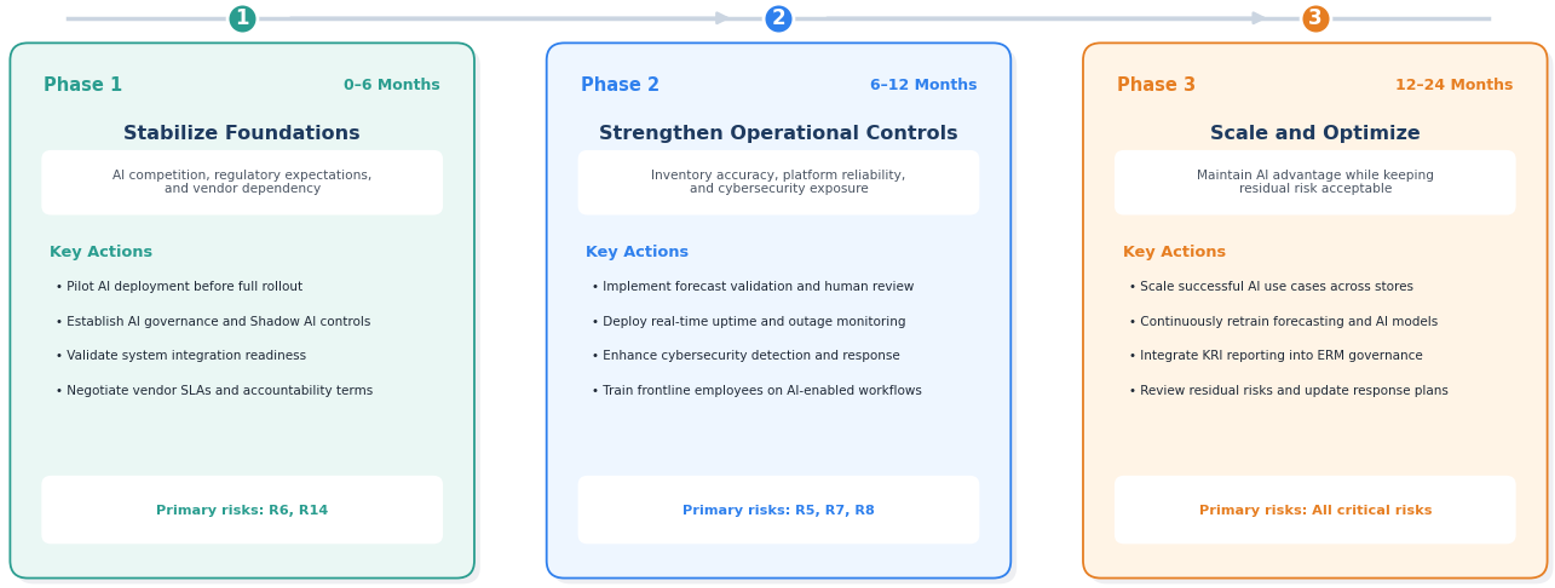 1
2
3
Phase 1
0–6 Months
Stabilize Foundations
AI competition, regulatory expectations,
and vendor dependency
Key Actions
• Pilot AI deployment before full rollout
• Establish AI governance and Shadow AI controls
• Validate system integration readiness
• Negotiate vendor SLAs and accountability terms
Primary risks: R6, R14
Phase 2
6–12 Months
Strengthen Operational Controls
Inventory accuracy, platform reliability,
and cybersecurity exposure
Key Actions
• Implement forecast validation and human review
• Deploy real-time uptime and outage monitoring
• Enhance cybersecurity detection and response
• Train frontline employees on AI-enabled workflows
Primary risks: R5, R7, R8
Phase 3
12–24 Months
Scale and Optimize
Maintain AI advantage while keeping
residual risk acceptable
Key Actions
• Scale successful AI use cases across stores
• Continuously retrain forecasting and AI models
• Integrate KRI reporting into ERM governance
• Review residual risks and update response plans
Primary risks: All critical risks